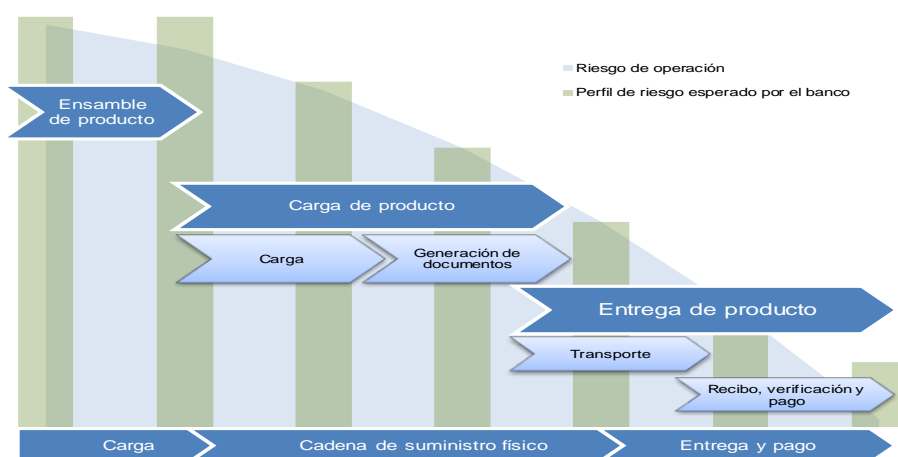 Riesgo de operación
Perfil de riesgo esperado por el banco
Ensamble
de producto
Carga de producto
Carga
Generación de
documentos
Entrega de producto
Transporte
Recibo, verificación y
pago
Carga
Cadena de suministro físico
Entrega y pago